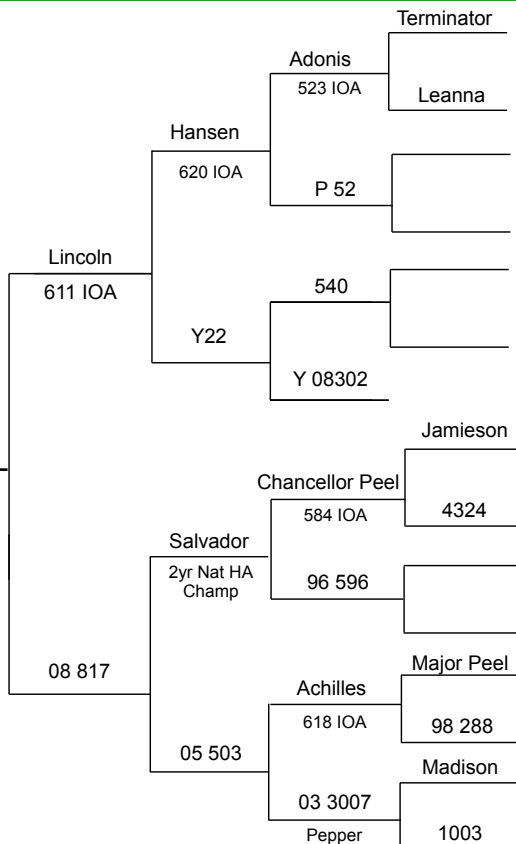 Terminator
Adonis
523 IOA
Leanna
Hansen
620 IOA
P 52
Lincoln
611 IOA
540
Y22
Y 08302
Jamieson
Chancellor Peel
584 IOA
4324
Salvador
2yr Nat HA
Champ
96 596
08 817
Major Peel
Achilles
618 IOA
98 288
05 503
Madison
03 3007
Pepper
1003